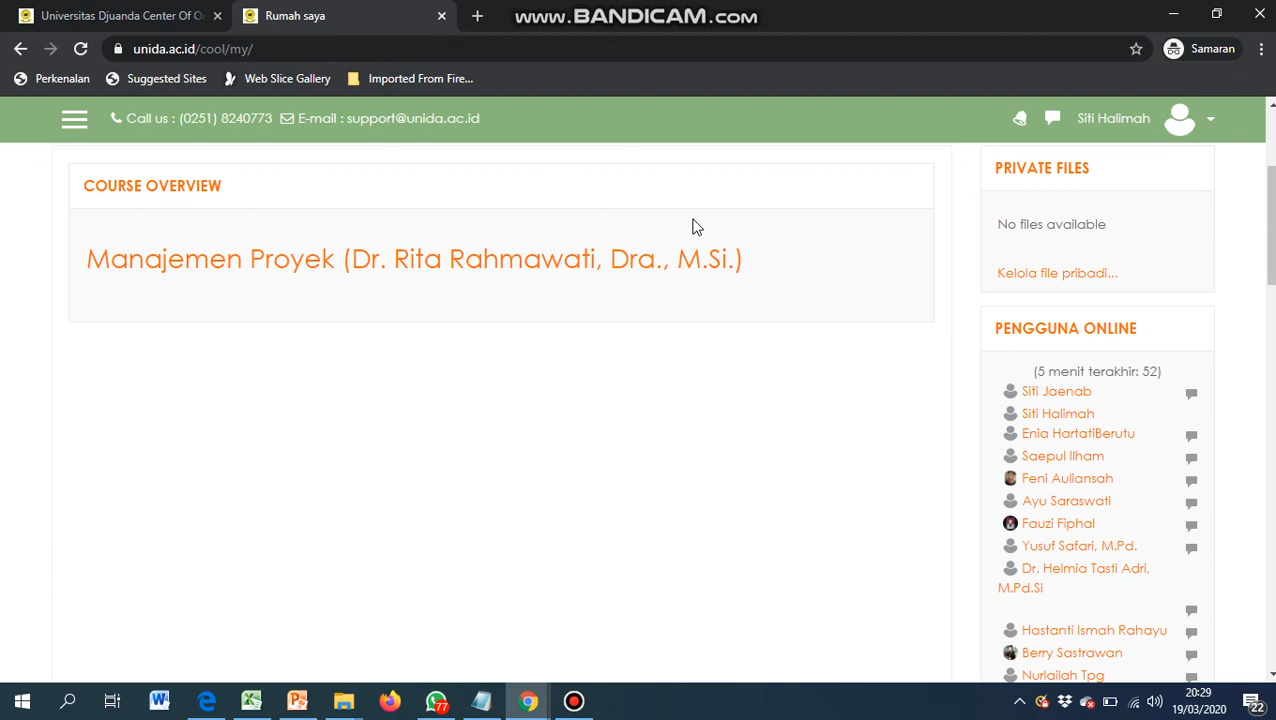 Universitas Djuanda Center Of O
Rumah saya
www.BANDICAM.com
unida.ac.id/cool/my/
Samaran
Perkenalan
Suggested Sites
Web Slice Gallery
Imported From Fire...
Call us : (0251) 8240773
E-mail : support@unida.ac.id
Siti Halimah
COURSE OVERVIEW
Manajemen Proyek (Dr. Rita Rahmawati, Dra., M.Si.)
PRIVATE FILES
No files available
Kelola file pribadi...
PENGGUNA ONLINE
(5 menit terakhir: 52)
Siti Jaenab
Siti Halimah
Enia HartatiBerutu
Saepul Ilham
Feni Auliansah
Ayu Saraswati
Fauzi Fiphal
Yusuf Safari, M.Pd.
Dr. Helmia Tasti Adri,
M.Pd.Si
Hastanti Ismah Rahayu
Berry Sastrawan
Nurlailah Tpg
77
20:29
19/03/2020
22